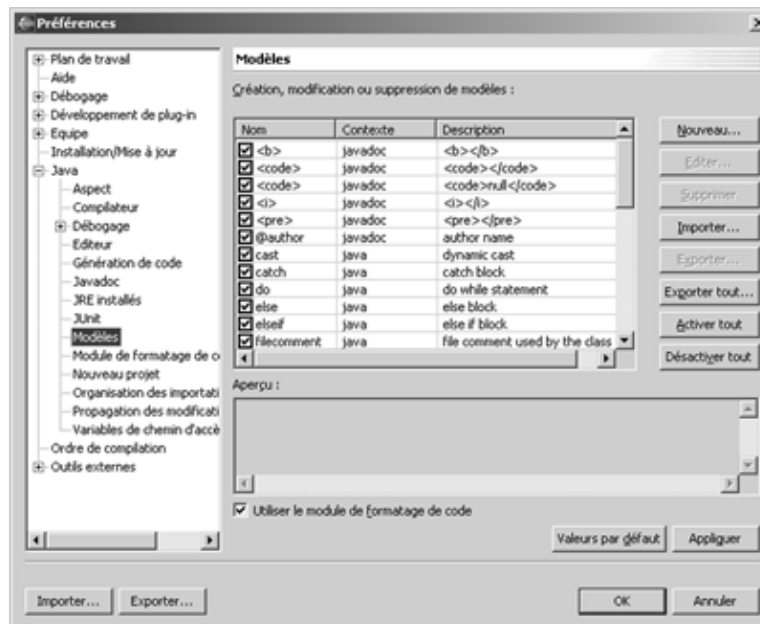 Préférences
Plan de travail
Aide
Débogage
Développement de plug-in
Equipe
Installation/Mise à jour
Java
Aspect
Compilateur
Débogage
Editeur
Génération de code
Javadoc
JRE installés
JUnit
Modèles
Module de formatage de co
Nouveau projet
Organisation des importati
Propagation des modificati
Variables de chemin d'accè
Ordre de compilation
Outils externes
Modèles
Création, modification ou suppression de modèles :
Nom Contexte Description
<b> javadoc <b></b>
<code> javadoc <code></code>
<code> javadoc <code>null</code>
<i> javadoc <i></i>
<pre> javadoc <pre></pre>
@author javadoc author name
cast java dynamic cast
catch java catch block
do java do while statement
else java else block
elseif java else if block
filecomment java file comment used by the class
Nouveau...
Editer...
Supprimer
Importer...
Exporter...
Exporter tout...
Activer tout
Désactiver tout
Aperçu :
Utiliser le module de formatage de code
Valeurs par défaut Appliquer
Importer... Exporter... OK Annuler